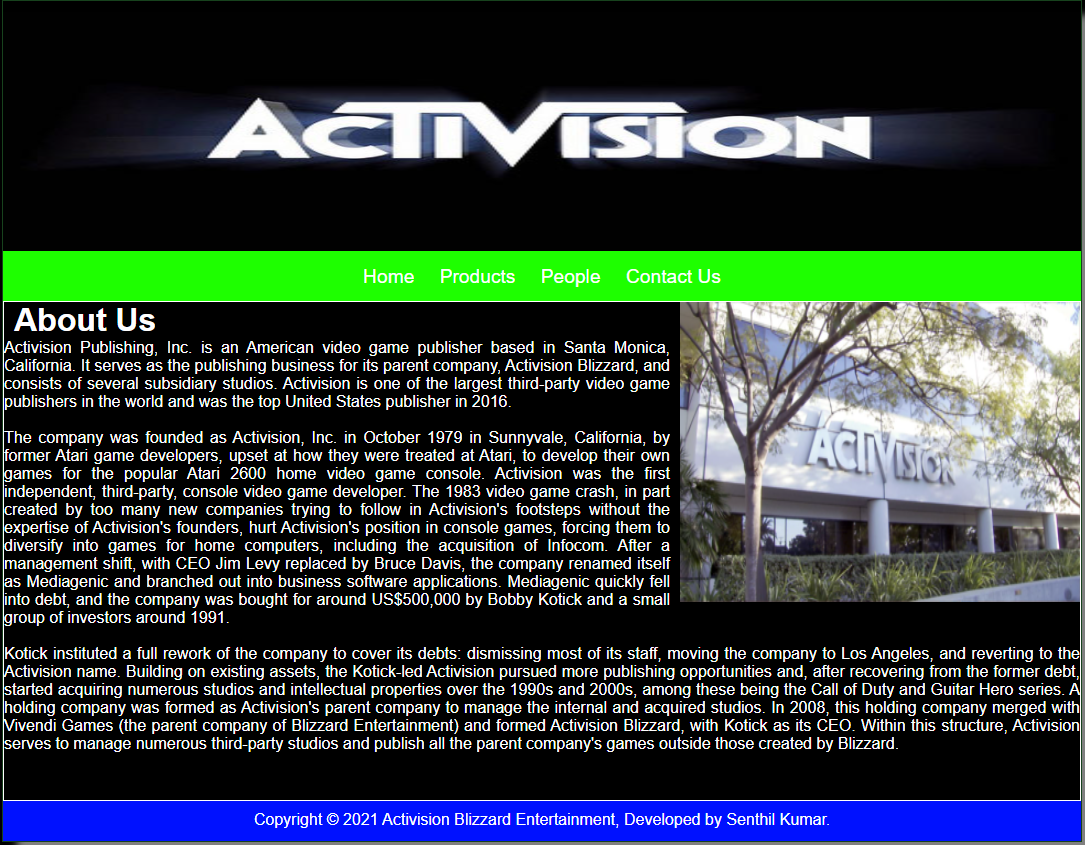 ACTIVISION
Home Products People Contact Us
About Us
Activision Publishing, Inc. is an American video game publisher based in Santa Monica,
California. It serves as the publishing business for its parent company, Activision Blizzard, and
consists of several subsidiary studios. Activision is one of the largest third-party video game
publishers in the world and was the top United States publisher in 2016.
The company was founded as Activision, Inc. in October 1979 in Sunnyvale, California, by
former Atari game developers, upset at how they were treated at Atari, to develop their own
games for the popular Atari 2600 home video game console. Activision was the first
independent, third-party, console video game developer. The 1983 video game crash, in part
created by too many new companies trying to follow in Activision's footsteps without the
expertise of Activision's founders, hurt Activision's position in console games, forcing them to
diversify into games for home computers, including the acquisition of Infocom. After a
management shift, with CEO Jim Levy replaced by Bruce Davis, the company renamed itself
as Mediagenic and branched out into business software applications. Mediagenic quickly fell
into debt, and the company was bought for around US$500,000 by Bobby Kotick and a small
group of investors around 1991.
ACTIVISION
Kotick instituted a full rework of the company to cover its debts: dismissing most of its staff, moving the company to Los Angeles, and reverting to the
Activision name. Building on existing assets, the Kotick-led Activision pursued more publishing opportunities and, after recovering from the former debt,
started acquiring numerous studios and intellectual properties over the 1990s and 2000s, among these being the Call of Duty and Guitar Hero series. A
holding company was formed as Activision's parent company to manage the internal and acquired studios. In 2008, this holding company merged with
Vivendi Games (the parent company of Blizzard Entertainment) and formed Activision Blizzard, with Kotick as its CEO. Within this structure, Activision
serves to manage numerous third-party studios and publish all the parent company's games outside those created by Blizzard.
Copyright © 2021 Activision Blizzard Entertainment, Developed by Senthil Kumar.